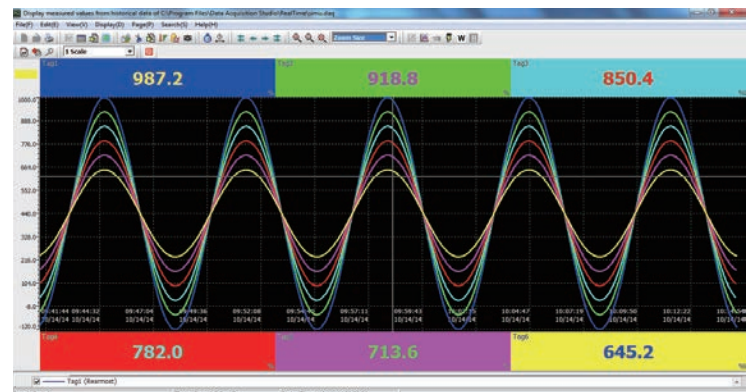 Display measured values from historical data of C:\Program Files\Data Acquisition Studio\RealTime\simu.daq
File(F) Edit(E) View(V) Display(D) Page(P) Search(S) Help(H)
Zoom Size
W
1 Scale
Tag1 Tag3
987.2 918.8 850.4
% % %
1000.0
888.0
776.0
664.0
552.0
440.0
328.0
216.0
104.0
-120.0
09:44:32 09:47:04 09:49:36 09:52:08 09:57:11 09:59:43 10:04:47 10:07:19 10:09:50 10:12:22
10/14/14 10/14/14 10/14/14 10/14/14 10/14/14 10/14/14 10/14/14 10/14/14 10/14/14 10/14/14 10/14/14 10/14/14
Tag6
782.0 713.6 645.2
Tag1 (Rearmost)